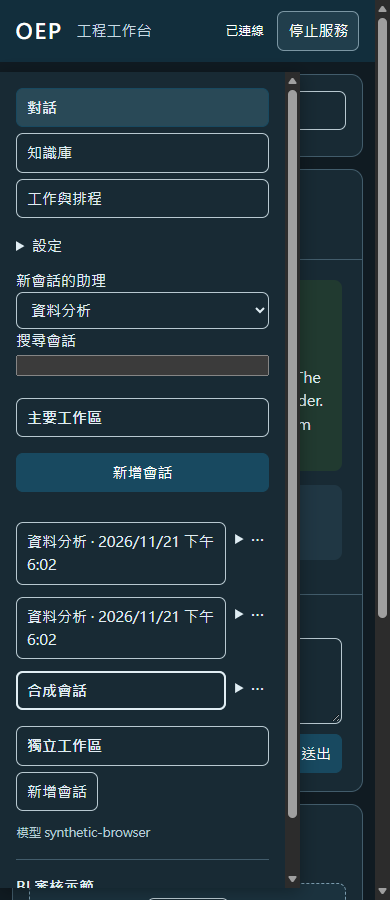 OEP 工程工作台 已連線 停止服務
對話
知識庫
工作與排程
▶ 設定
新會話的助理
資料分析
搜尋會話
主要工作區
新增會話
資料分析 · 2026/11/21 下午
6:02
▶ ···
資料分析 · 2026/11/21 下午
6:02
▶ ···
合成會話
▶ ···
獨立工作區
新增會話
模型 synthetic-browser
The
der.
m
送出